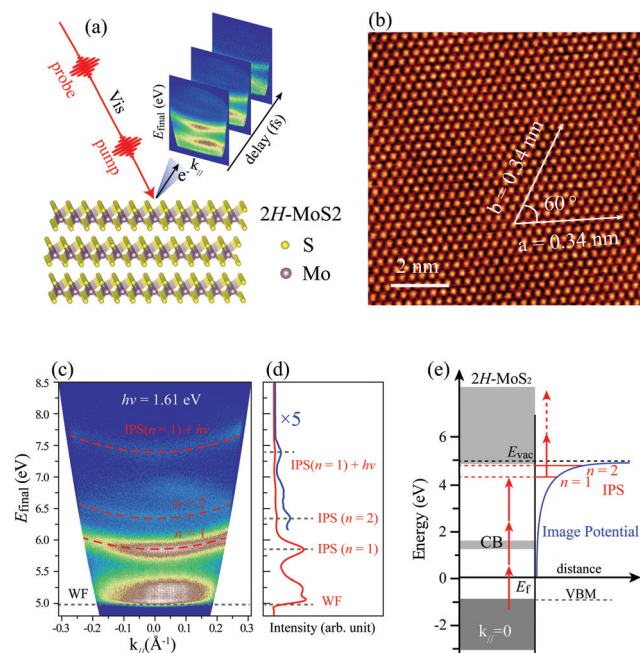 (a)
probe
Vis
pump
E_final (eV)
k_//
delay (fs)
e-
2H-MoS2
S
Mo
(b)
b = 0.34 nm
60 °
a = 0.34 nm
2 nm
(c)
hν = 1.61 eV
IPS(n = 1) + hν
n = 2
n = 1
WF
E_final (eV)
8.5
8.0
7.5
7.0
6.5
6.0
5.5
5.0
-0.3 -0.2 -0.1 0.0 0.1 0.2 0.3
k_//(Å⁻¹)
(d)
×5
IPS(n = 1) + hν
IPS (n = 2)
IPS (n = 1)
WF
Intensity (arb. unit)
(e)
2H-MoS₂
E_vac
n = 2
n = 1
IPS
CB
Image Potential
distance
E_f
VBM
k_//=0
Energy (eV)
6
4
2
0
-2